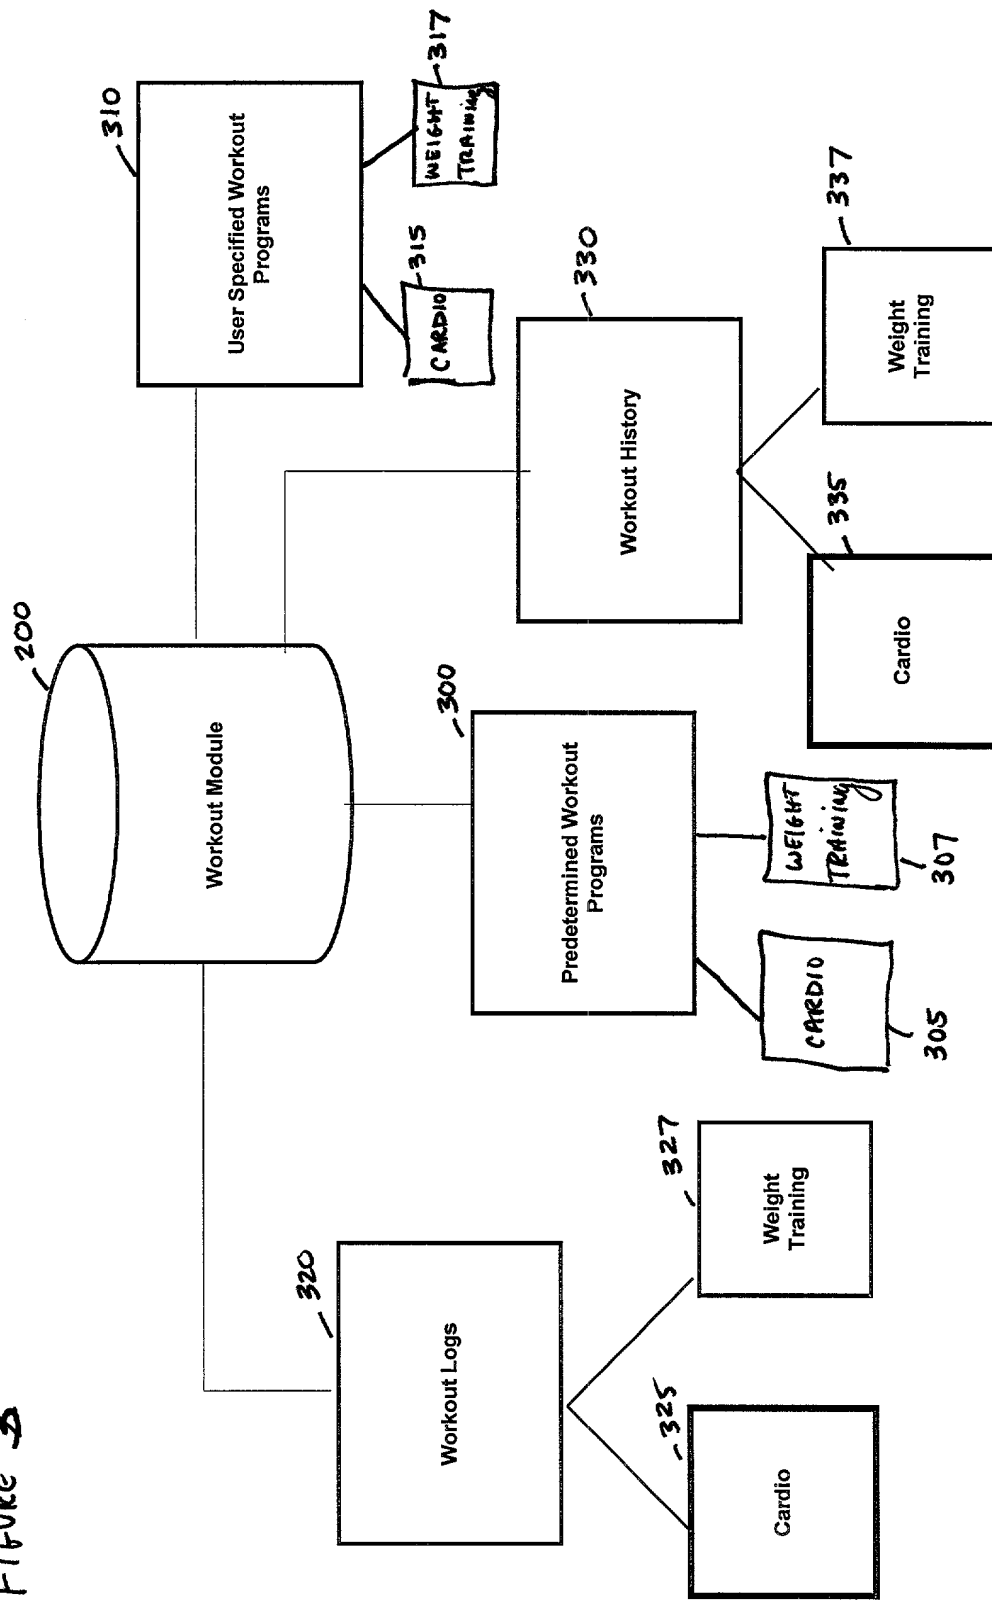 FIGURE 3
200
Workout Module
320
Workout Logs
325
Cardio
327
Weight
Training
300
Predetermined Workout
Programs
CARDIO
305
WEIGHT
TRAINING
307
310
User Specified Workout
Programs
315
CARDIO
317
WEIGHT
TRAINING
330
Workout History
335
Cardio
337
Weight
Training